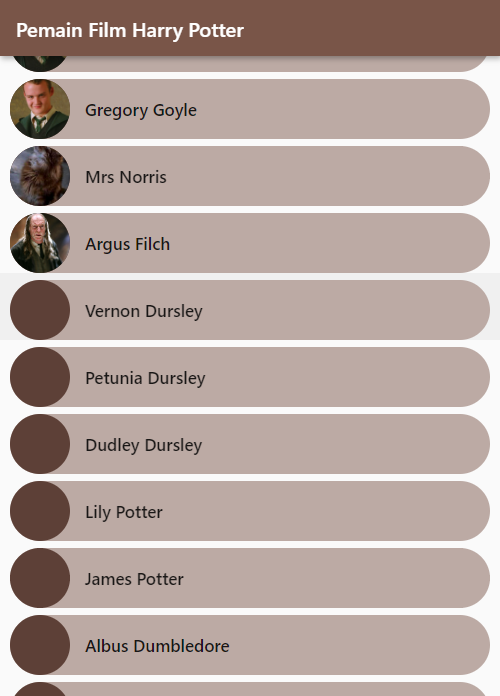 Pemain Film Harry Potter
Gregory Goyle
Mrs Norris
Argus Filch
Vernon Dursley
Petunia Dursley
Dudley Dursley
Lily Potter
James Potter
Albus Dumbledore